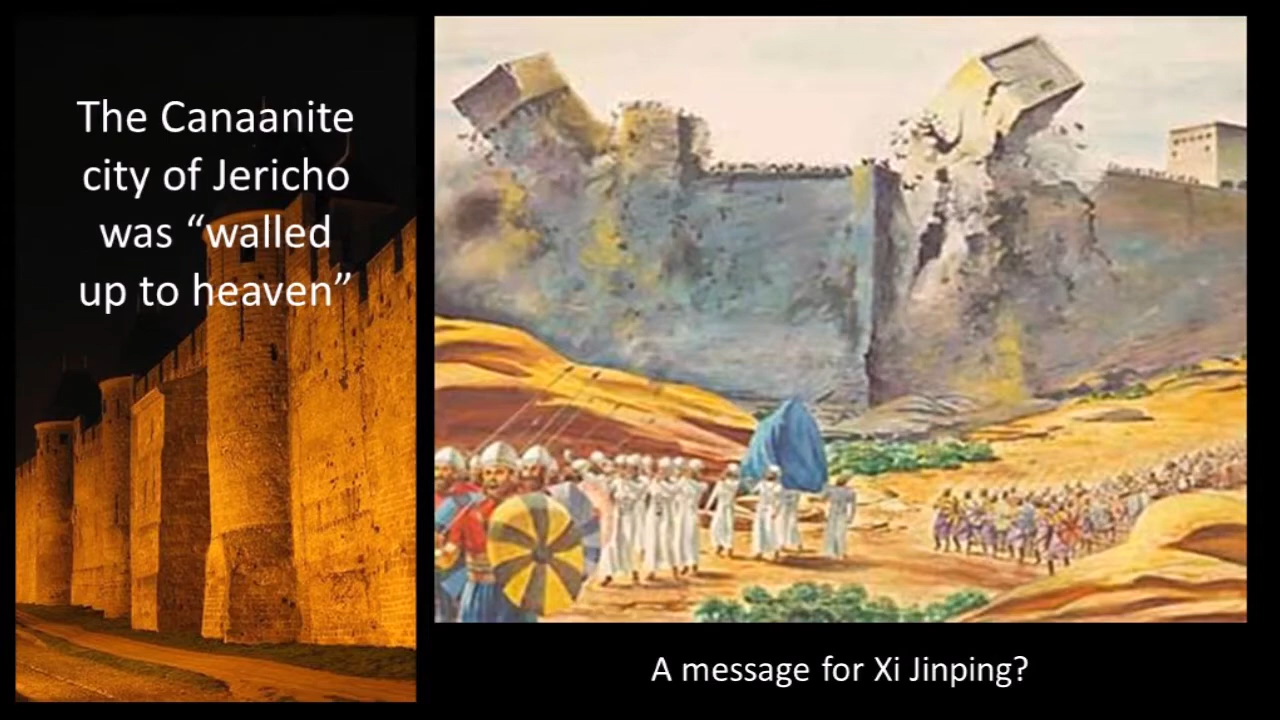 The Canaanite
city of Jericho
was “walled
up to heaven”
A message for Xi Jinping?